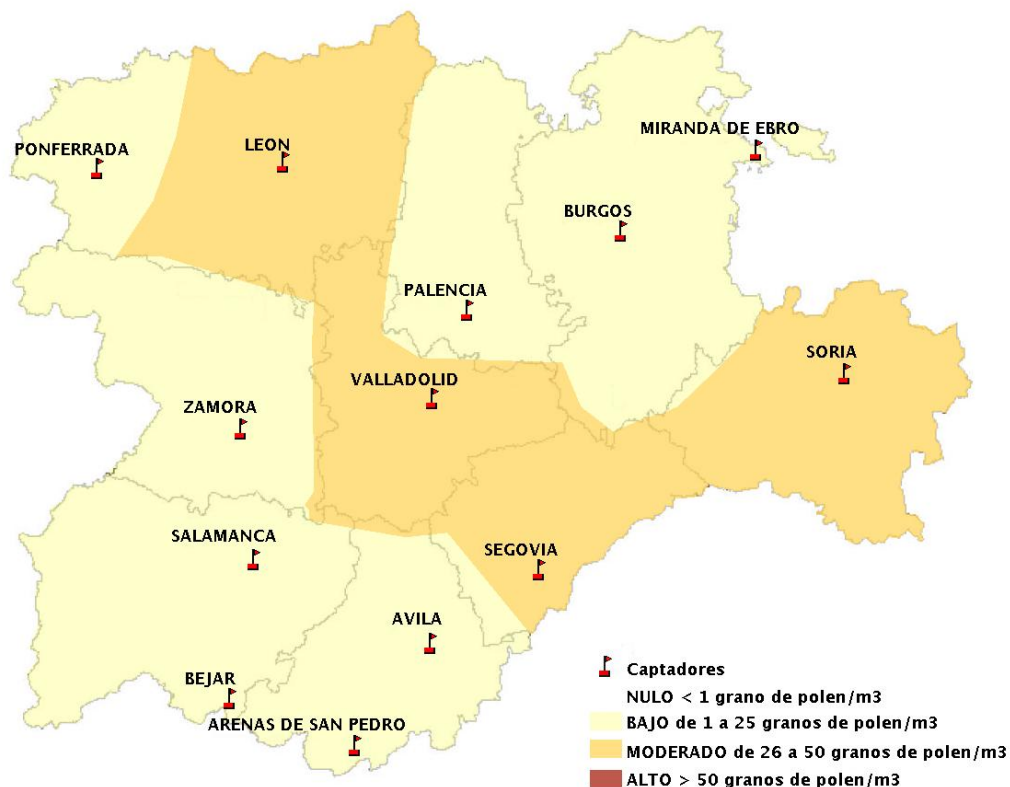 MIRANDA DE EBRO
PONFERRADA
LEON
BURGOS
PALENCIA
SORIA
VALLADOLID
ZAMORA
SALAMANCA
SEGOVIA
AVILA
BEJAR
ARENAS DE SAN PEDRO
Captadores
NULO < 1 grano de polen/m3
BAJO de 1 a 25 granos de polen/m3
MODERADO de 26 a 50 granos de polen/m3
ALTO > 50 granos de polen/m3